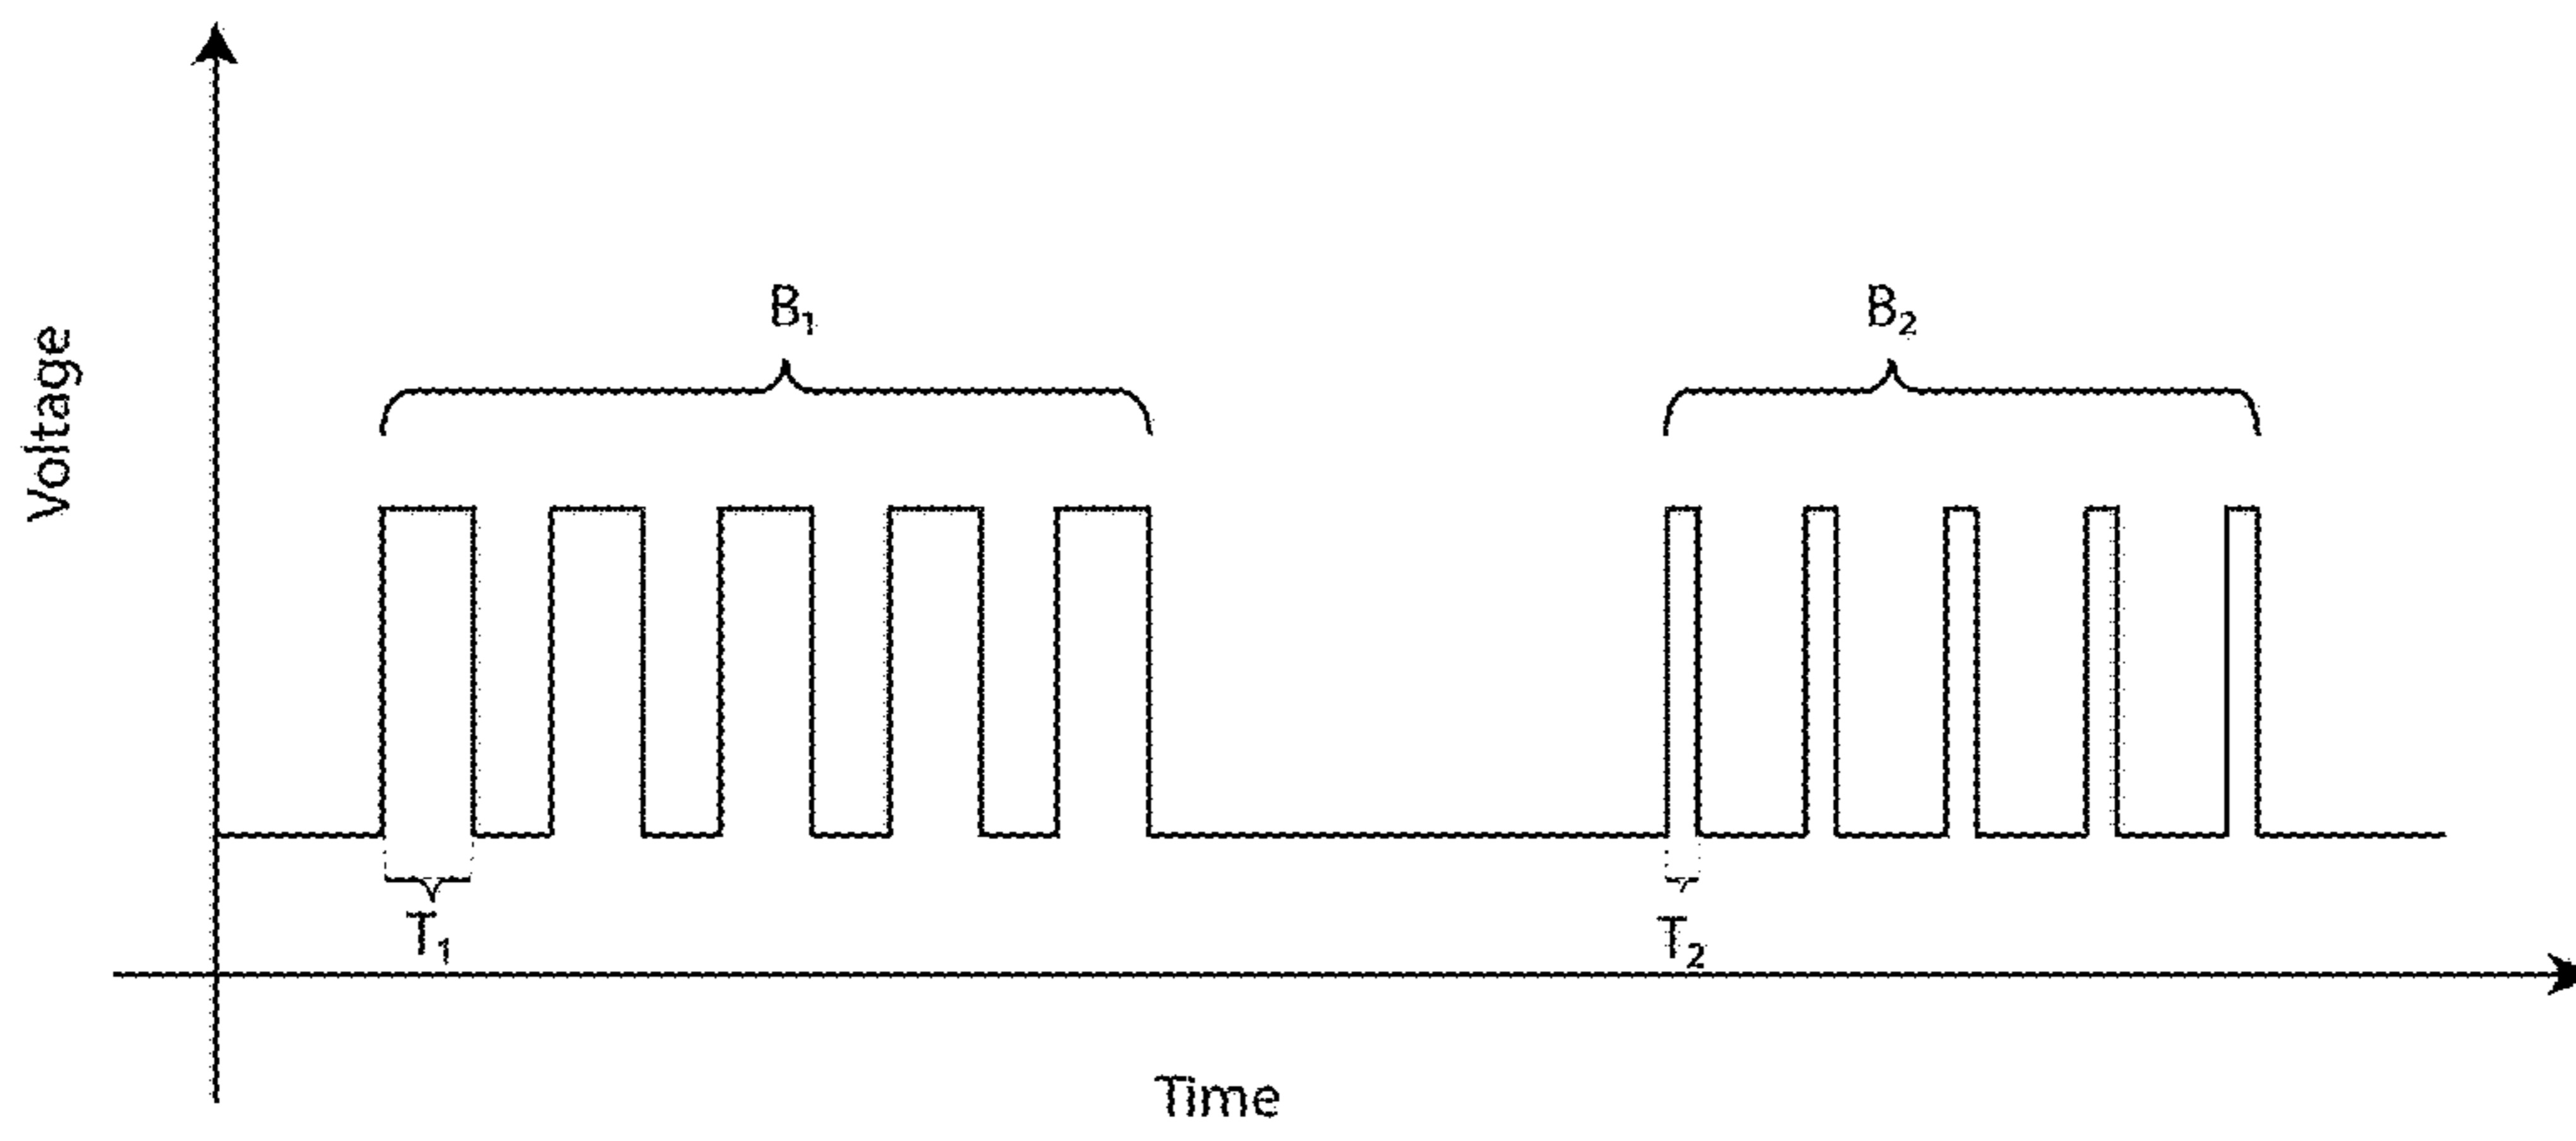 Voltage
B₁
B₂
T₁
T₂
Time